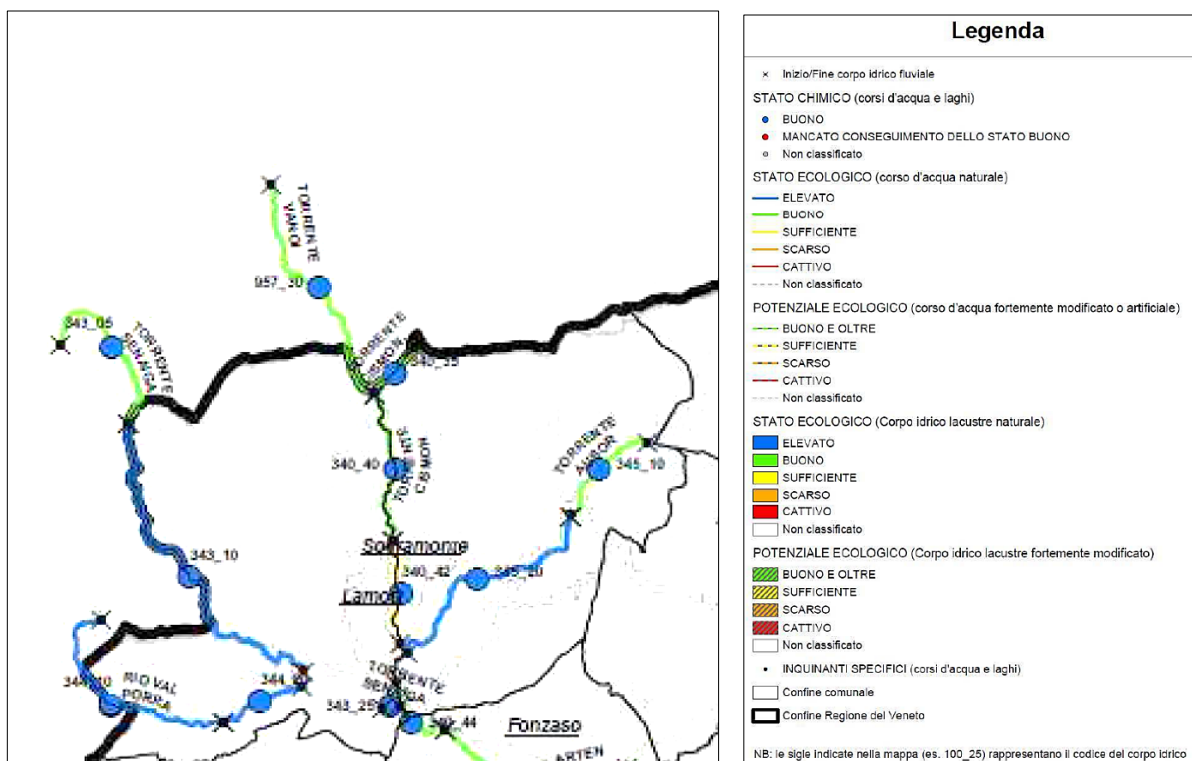 TORRENTE
VANOI
957_30
343_05
TORRENTE
340_35
340_40
TORRENTE
CISMON
TORRENTE
345_10
343_10
340_42
TORRENTE
343_25
RIO VAL
PORRA
Fonzaso
ARTEN
Legenda
Inizio/Fine corpo idrico fluviale
STATO CHIMICO (corsi d'acqua e laghi)
BUONO
MANCATO CONSEGUIMENTO DELLO STATO BUONO
Non classificato
STATO ECOLOGICO (corso d'acqua naturale)
ELEVATO
BUONO
SUFFICIENTE
SCARSO
CATTIVO
Non classificato
POTENZIALE ECOLOGICO (corso d'acqua fortemente modificato o artificiale)
BUONO E OLTRE
SUFFICIENTE
SCARSO
CATTIVO
Non classificato
STATO ECOLOGICO (Corpo idrico lacustre naturale)
ELEVATO
BUONO
SUFFICIENTE
SCARSO
CATTIVO
Non classificato
POTENZIALE ECOLOGICO (Corpo idrico lacustre fortemente modificato)
BUONO E OLTRE
SUFFICIENTE
SCARSO
CATTIVO
Non classificato
INQUINANTI SPECIFICI (corsi d'acqua e laghi)
Confine comunale
Confine Regione del Veneto
NB: le sigle indicate nella mappa (es. 100_25) rappresentano il codice del corpo idrico